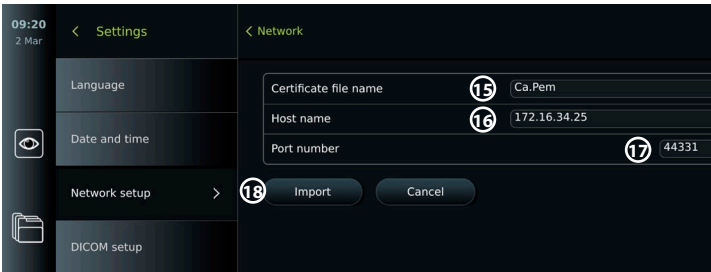 09:20
2 Mar
Settings
Language
Date and time
Network setup
DICOM setup
Network
Certificate file name 15 Ca.Pem
Host name 16 172.16.34.25
Port number 17 44331
18 Import Cancel